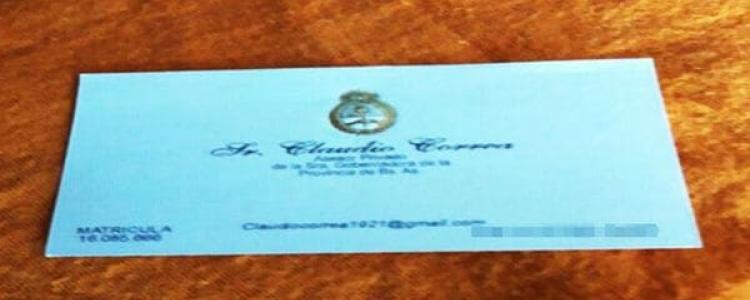 Sr. Claudio Correa
Asesor Privado
de la Sra. Gobernadora de la
Provincia de Bs. As.
MATRICULA
16.085.666
Claudiocorrea1921@gmail.com